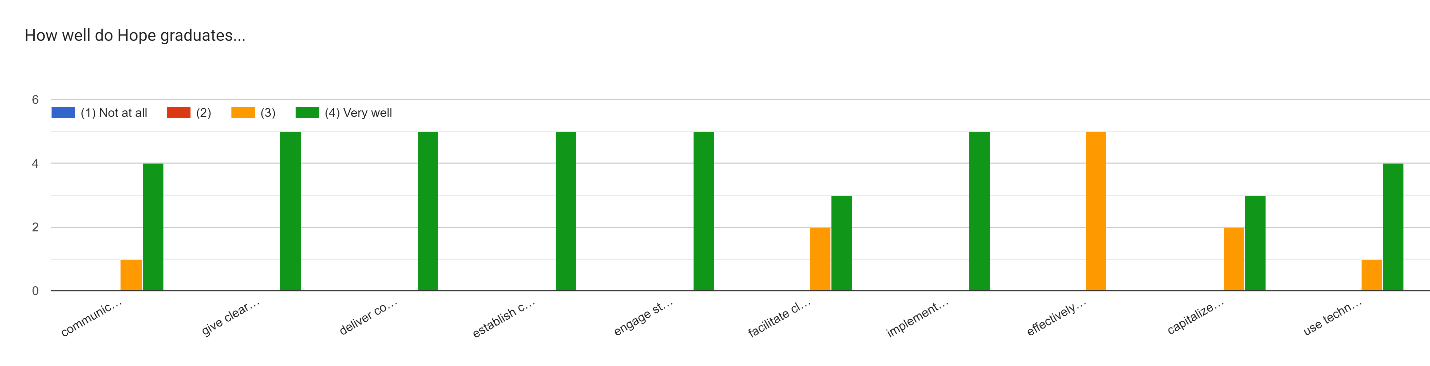 How well do Hope graduates...
6
(1) Not at all (2) (3) (4) Very well
4
2
0
communic… give clear… deliver co… establish c… engage st… facilitate cl… implement… effectively… capitalize… use techn…